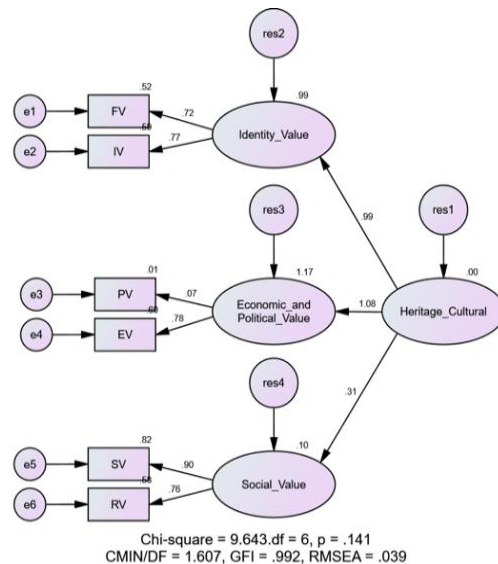 res2
.52
.99
e1
FV
.72
Identity_Value
e2
IV
.77
res3
.99
res1
.01
1.17
.00
e3
PV
.07
Economic_and
Political_Value
1.08
Heritage_Cultural
e4
EV
.78
res4
.31
.82
.10
e5
SV
.90
Social_Value
.58
e6
RV
.76
Chi-square = 9.643.df = 6, p = .141
CMIN/DF = 1.607, GFI = .992, RMSEA = .039